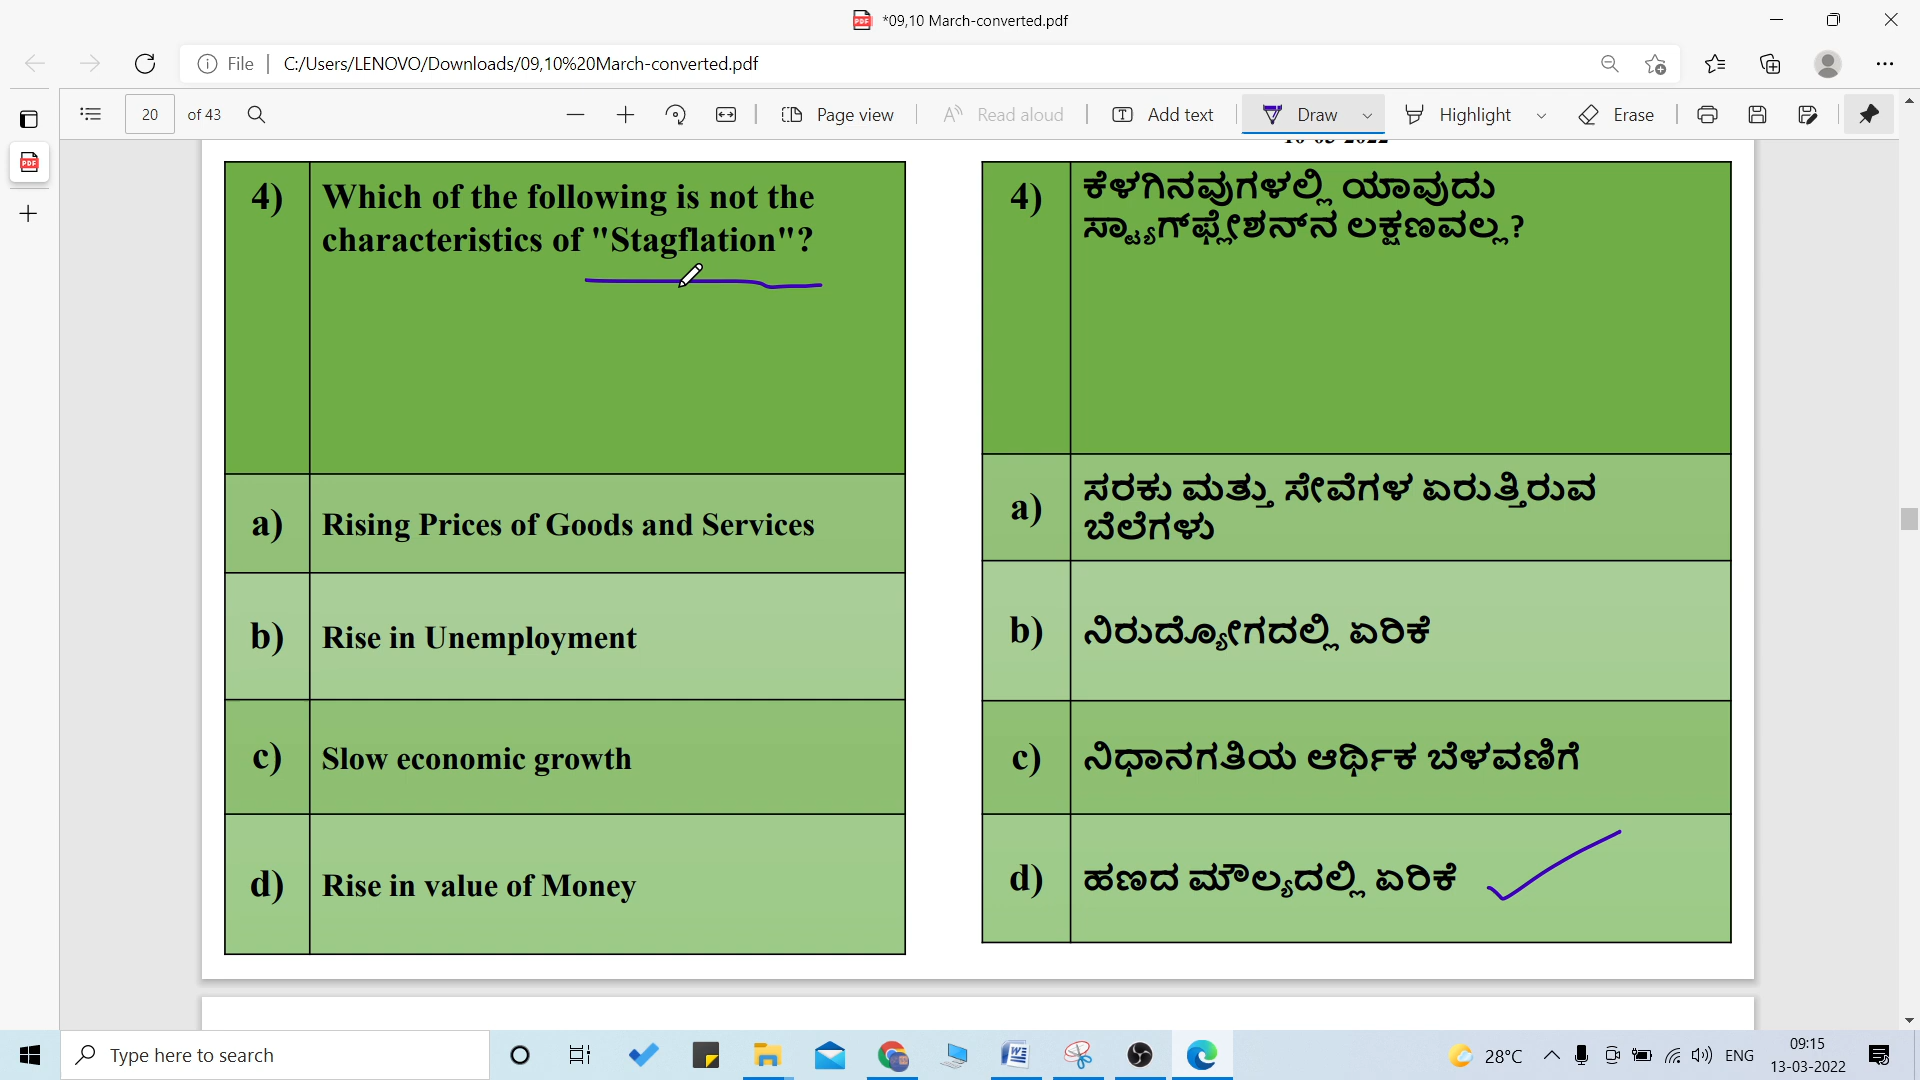 *09,10 March-converted.pdf
File
C:/Users/LENOVO/Downloads/09,10%20March-converted.pdf
20 of 43
Page view
Read aloud
Add text
Draw
Highlight
Erase
4) Which of the following is not the
characteristics of "Stagflation"?
a) Rising Prices of Goods and Services
b) Rise in Unemployment
c) Slow economic growth
d) Rise in value of Money
4) ಕೆಳಗಿನವುಗಳಲ್ಲಿ ಯಾವುದು
ಸ್ಟ್ಯಾಗ್‌ಫ್ಲೇಶನ್‌ನ ಲಕ್ಷಣವಲ್ಲ?
a) ಸರಕು ಮತ್ತು ಸೇವೆಗಳ ಏರುತ್ತಿರುವ
ಬೆಲೆಗಳು
b) ನಿರುದ್ಯೋಗದಲ್ಲಿ ಏರಿಕೆ
c) ನಿಧಾನಗತಿಯ ಆರ್ಥಿಕ ಬೆಳವಣಿಗೆ
d) ಹಣದ ಮೌಲ್ಯದಲ್ಲಿ ಏರಿಕೆ
Type here to search
28°C
ENG
09:15
13-03-2022